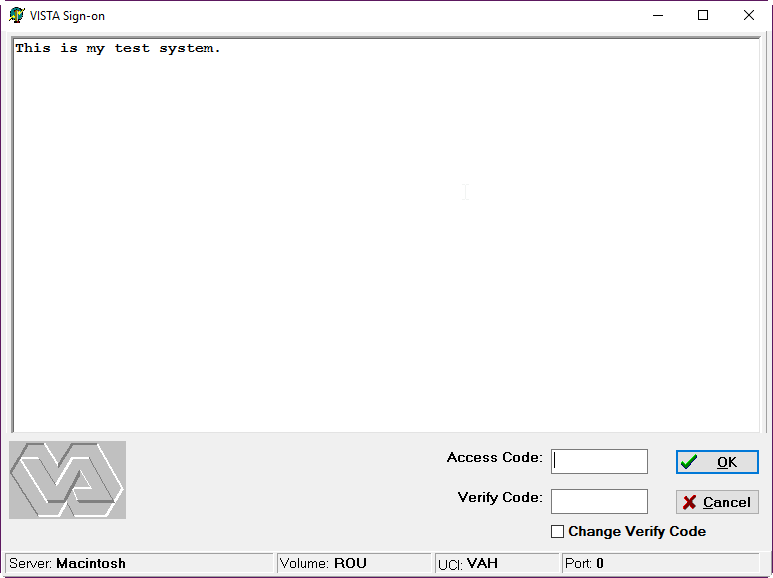 VISTA Sign-on
This is my test system.
Access Code:
OK
Verify Code:
Cancel
Change Verify Code
Server: Macintosh
Volume: ROU
UCI: VAH
Port: 0